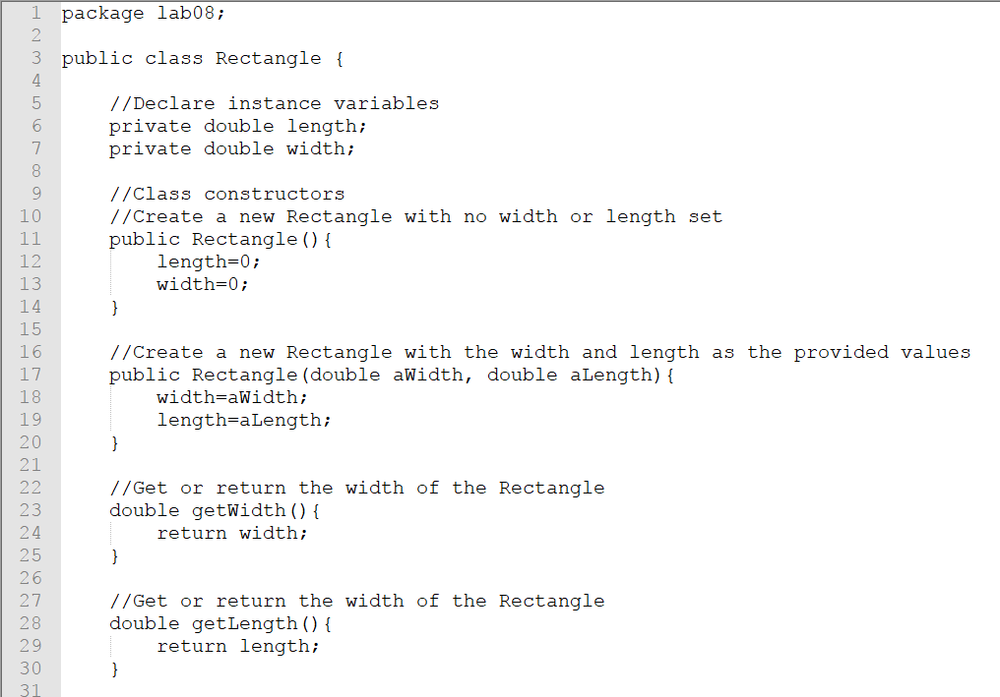 1 package lab08;
2
3 public class Rectangle {
4
5     //Declare instance variables
6     private double length;
7     private double width;
8
9     //Class constructors
10     //Create a new Rectangle with no width or length set
11     public Rectangle(){
12         length=0;
13         width=0;
14     }
15
16     //Create a new Rectangle with the width and length as the provided values
17     public Rectangle(double aWidth, double aLength){
18         width=aWidth;
19         length=aLength;
20     }
21
22     //Get or return the width of the Rectangle
23     double getWidth(){
24         return width;
25     }
26
27     //Get or return the width of the Rectangle
28     double getLength(){
29         return length;
30     }
31